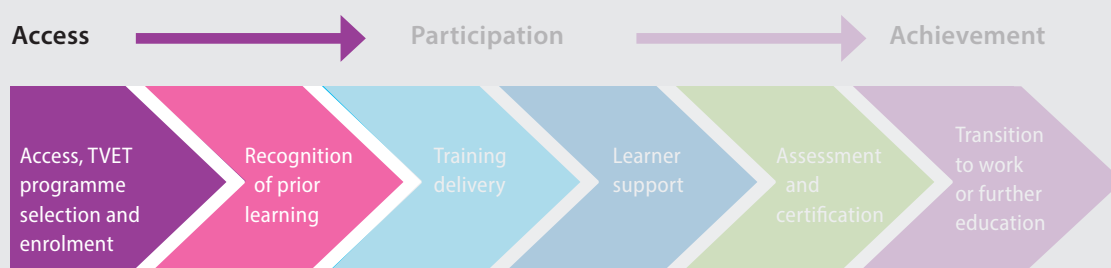 Access
Participation
Achievement
Access, TVET
programme
selection and
enrolment
Recognition
of prior
learning
Training
delivery
Learner
support
Assessment
and
certification
Transition
to work
or further
education